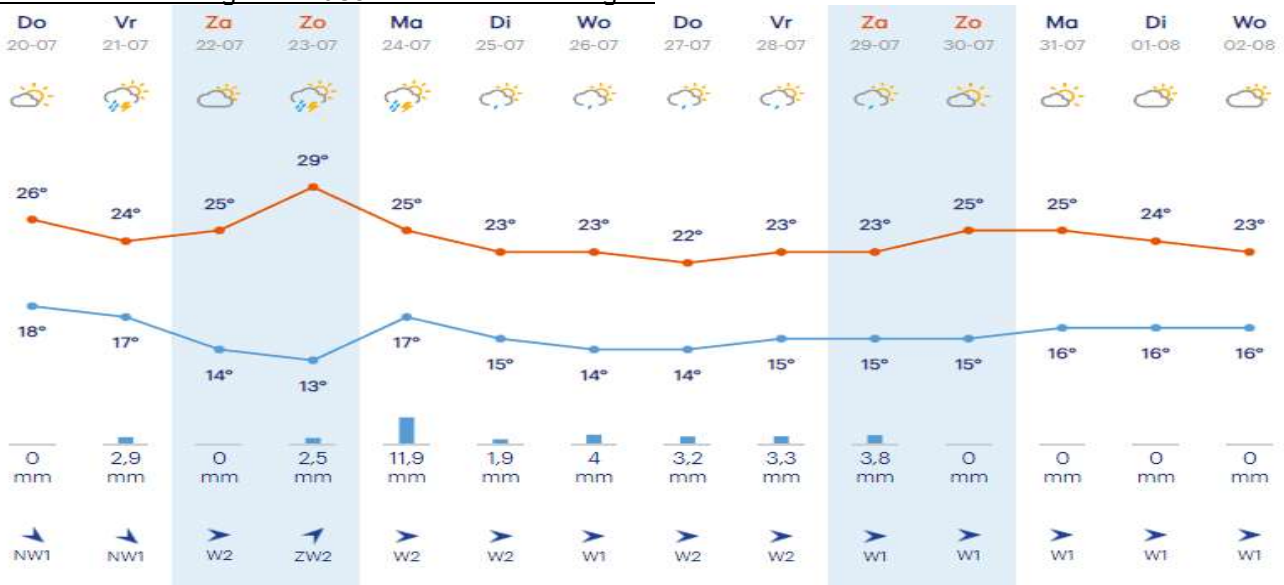 Do Vr Za Zo Ma Di Wo Do Vr Za Zo Ma Di Wo
20-07 21-07 22-07 23-07 24-07 25-07 26-07 27-07 28-07 29-07 30-07 31-07 01-08 02-08
26° 24° 25° 29° 25° 23° 23° 22° 23° 23° 25° 25° 24° 23°
18° 17° 14° 13° 17° 15° 14° 14° 15° 15° 15° 16° 16° 16°
0 2,9 0 2,5 11,9 1,9 4 3,2 3,3 3,8 0 0 0 0
mm mm mm mm mm mm mm mm mm mm mm mm mm mm
NW1 NW1 W2 ZW2 W2 W2 W1 W2 W2 W1 W1 W1 W1 W1